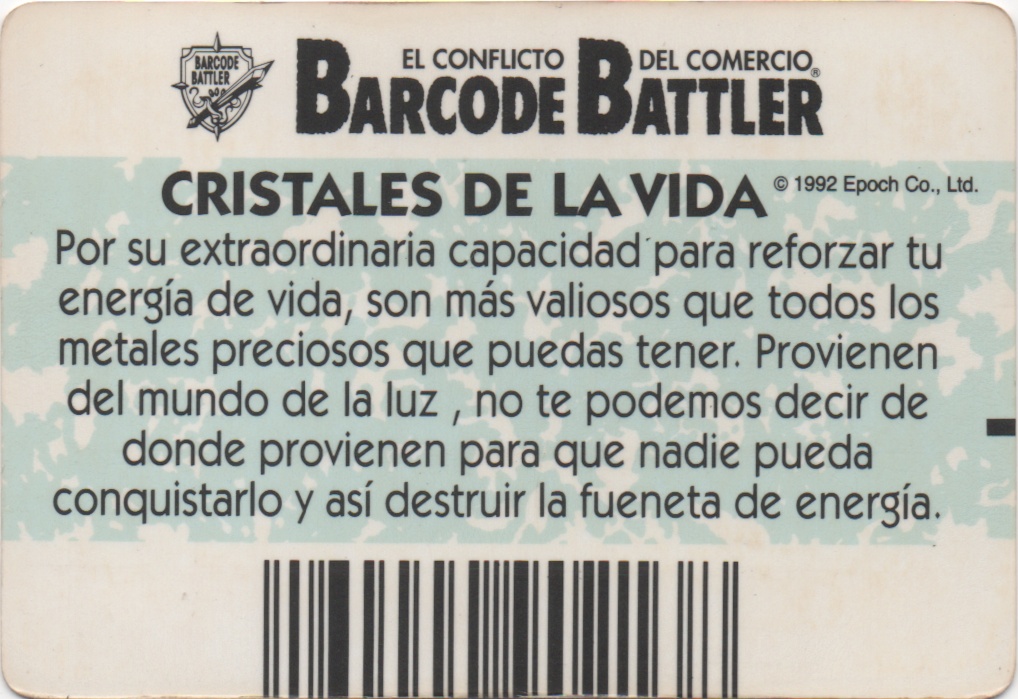 BARCODE
BATTLER
EL CONFLICTO DEL COMERCIO®
BARCODE BATTLER
CRISTALES DE LA VIDA © 1992 Epoch Co., Ltd.
Por su extraordinaria capacidad para reforzar tu
energía de vida, son más valiosos que todos los
metales preciosos que puedas tener. Provienen
del mundo de la luz , no te podemos decir de
donde provienen para que nadie pueda
conquistarlo y así destruir la fueneta de energía.